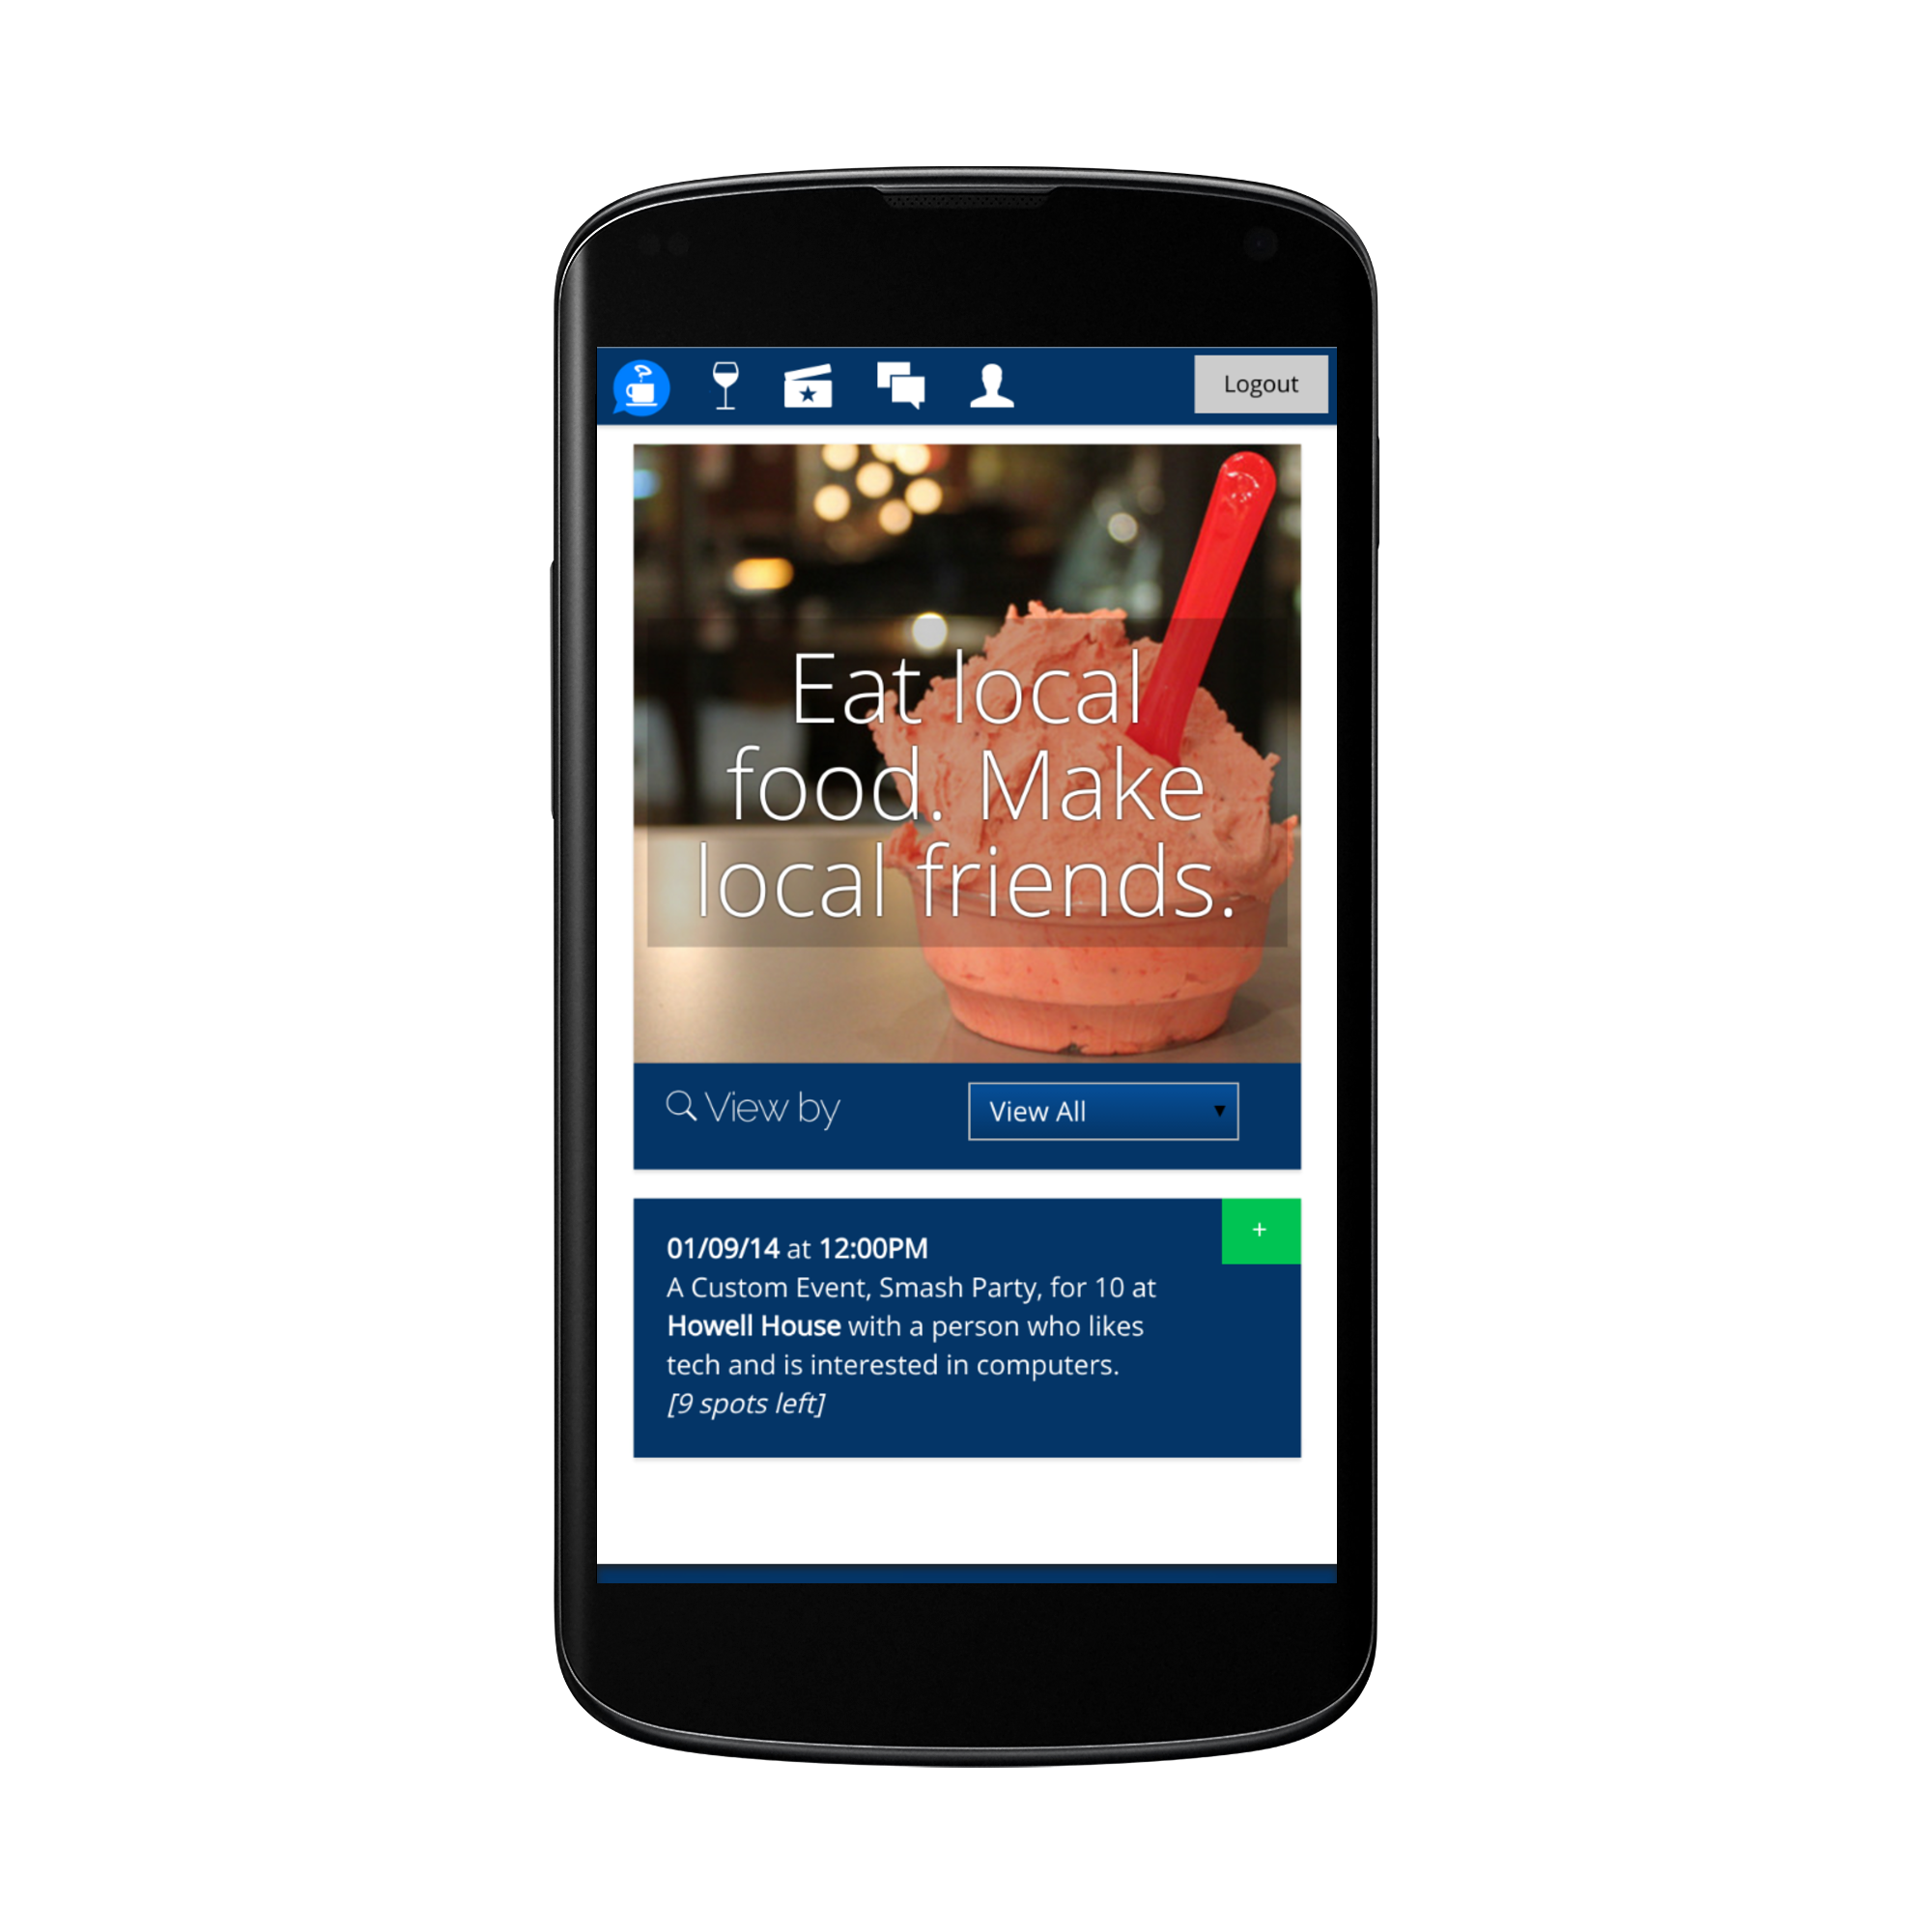 Logout
Eat local
food. Make
local friends.
View by
View All
+
01/09/14 at 12:00PM
A Custom Event, Smash Party, for 10 at
Howell House with a person who likes
tech and is interested in computers.
[9 spots left]